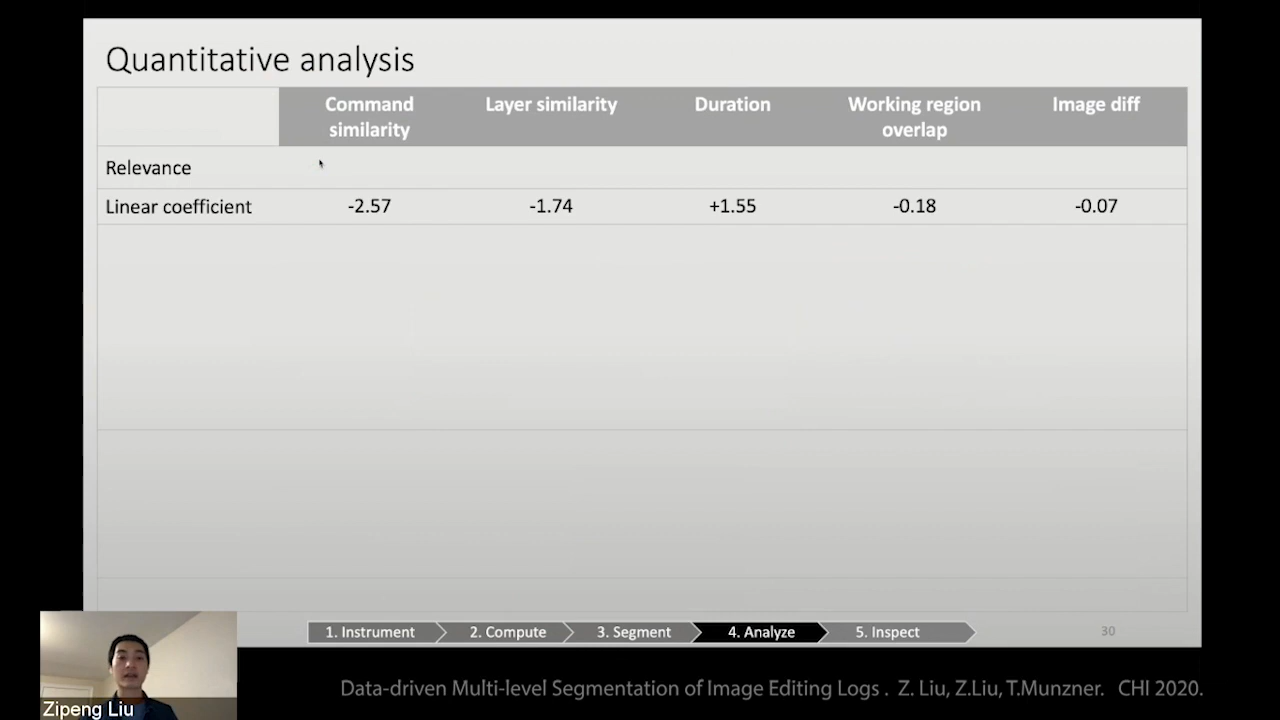 Quantitative analysis
Command similarity Layer similarity Duration Working region overlap Image diff
Relevance
Linear coefficient -2.57 -1.74 +1.55 -0.18 -0.07
1. Instrument 2. Compute 3. Segment 4. Analyze 5. Inspect
30
Zipeng Liu
Data-driven Multi-level Segmentation of Image Editing Logs . Z. Liu, Z.Liu, T.Munzner. CHI 2020.